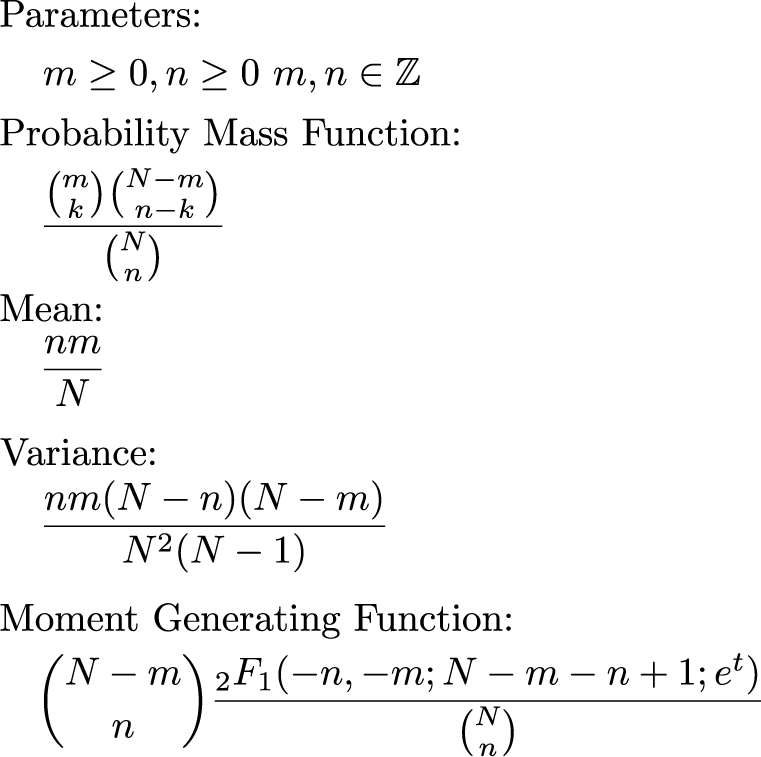 Parameters:
m ≥ 0, n ≥ 0 m, n ∈ ℤ
Probability Mass Function:
\frac{\binom{m}{k}\binom{N-m}{n-k}}{\binom{N}{n}}
Mean:
\frac{nm}{N}
Variance:
\frac{nm(N-n)(N-m)}{N^2(N-1)}
Moment Generating Function:
\binom{N-m}{n}\frac{{}_2F_1(-n,-m;N-m-n+1;e^t)}{\binom{N}{n}}